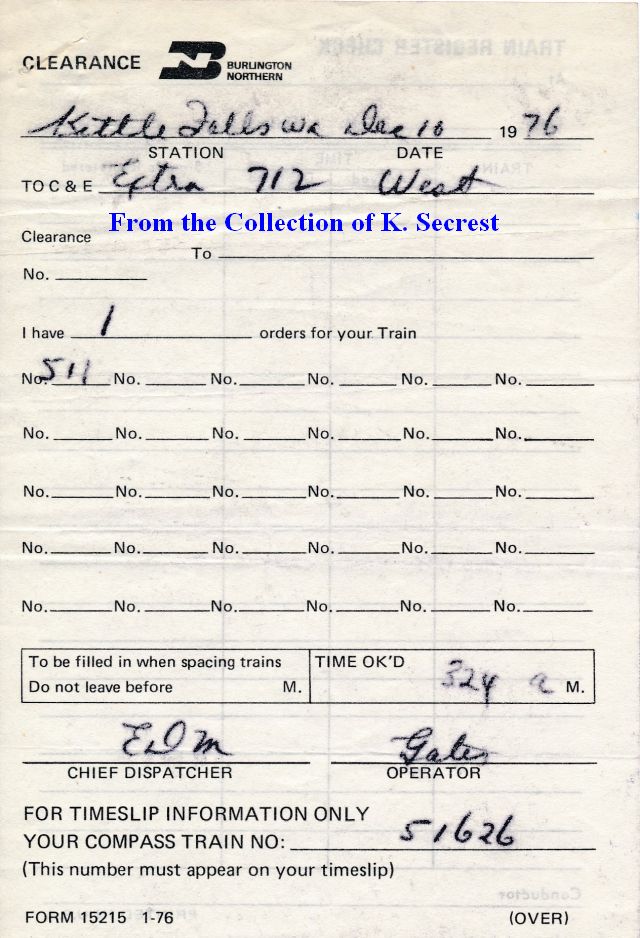 CLEARANCE BN BURLINGTON NORTHERN
Kettle Falls Wa Dec 10 1976
STATION DATE
TO C & E Extra 712 West
From the Collection of K. Secrest
Clearance
To
No.
I have 1 orders for your Train
No. 511 No. No. No. No. No.
No. No. No. No. No. No.
No. No. No. No. No. No.
No. No. No. No. No. No.
No. No. No. No. No. No.
To be filled in when spacing trains TIME OK'D
Do not leave before M. 324 a M.
EDM Gates
CHIEF DISPATCHER OPERATOR
FOR TIMESLIP INFORMATION ONLY
YOUR COMPASS TRAIN NO: 51626
(This number must appear on your timeslip)
FORM 15215 1-76 (OVER)